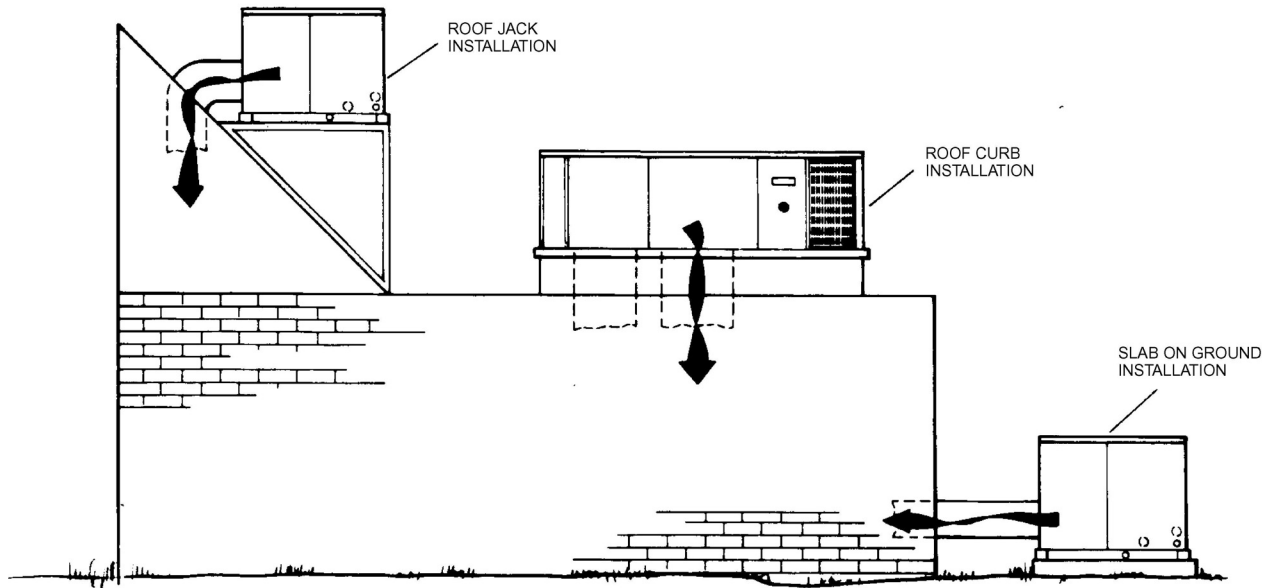 ROOF JACK
INSTALLATION
ROOF CURB
INSTALLATION
SLAB ON GROUND
INSTALLATION